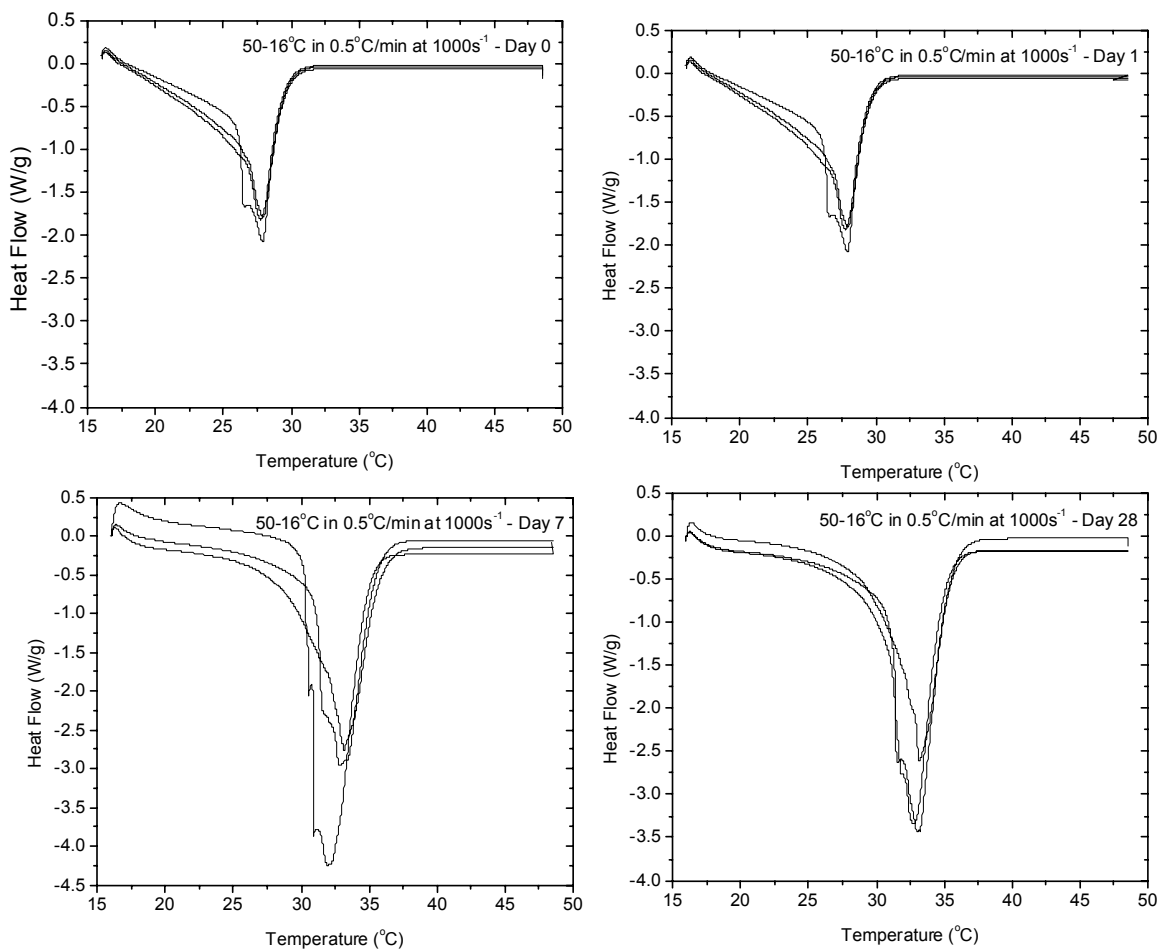 50-16°C in 0.5°C/min at 1000s⁻¹ - Day 0
Heat Flow (W/g)
0.5
0.0
-0.5
-1.0
-1.5
-2.0
-2.5
-3.0
-3.5
-4.0
15 20 25 30 35 40 45 50
Temperature (°C)
50-16°C in 0.5°C/min at 1000s⁻¹ - Day 1
Heat Flow (W/g)
0.5
0.0
-0.5
-1.0
-1.5
-2.0
-2.5
-3.0
-3.5
-4.0
15 20 25 30 35 40 45 50
Temperature (°C)
50-16°C in 0.5°C/min at 1000s⁻¹ - Day 7
Heat Flow (W/g)
0.5
0.0
-0.5
-1.0
-1.5
-2.0
-2.5
-3.0
-3.5
-4.0
-4.5
15 20 25 30 35 40 45 50
Temperature (°C)
50-16°C in 0.5°C/min at 1000s⁻¹ - Day 28
Heat Flow (W/g)
0.5
0.0
-0.5
-1.0
-1.5
-2.0
-2.5
-3.0
-3.5
-4.0
15 20 25 30 35 40 45 50
Temperature (°C)